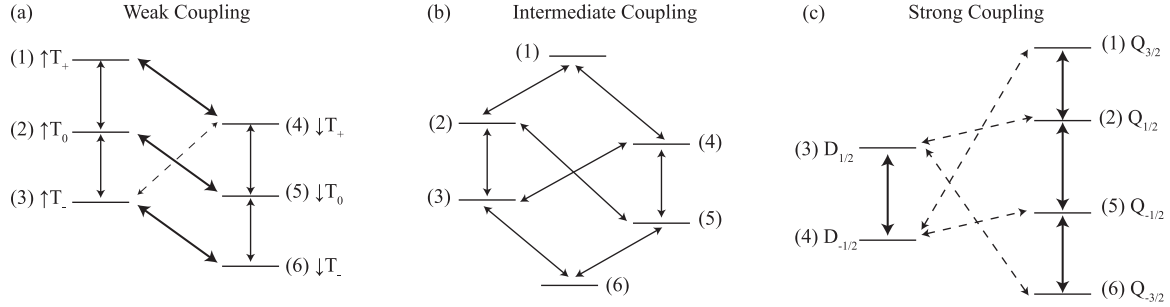 (a) Weak Coupling
(1) ↑T₊
(2) ↑T₀
(3) ↑T₋
(4) ↓T₊
(5) ↓T₀
(6) ↓T₋
(b) Intermediate Coupling
(1)
(2)
(3)
(4)
(5)
(6)
(c) Strong Coupling
(3) D1/2
(4) D-1/2
(1) Q3/2
(2) Q1/2
(5) Q-1/2
(6) Q-3/2